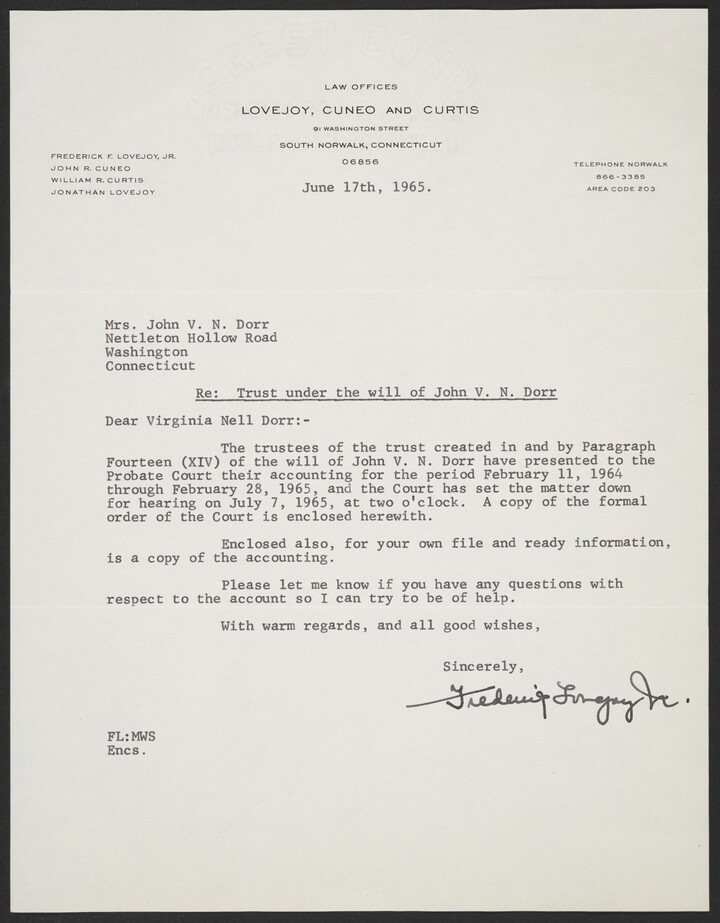 LAW OFFICES
LOVEJOY, CUNEO AND CURTIS
91 WASHINGTON STREET
SOUTH NORWALK, CONNECTICUT
06856
FREDERICK F. LOVEJOY, JR.
JOHN R. CUNEO
WILLIAM R. CURTIS
JONATHAN LOVEJOY
TELEPHONE NORWALK
866-3385
AREA CODE 203
June 17th, 1965.
Mrs. John V. N. Dorr
Nettleton Hollow Road
Washington
Connecticut
Re: Trust under the will of John V. N. Dorr
Dear Virginia Nell Dorr:-
The trustees of the trust created in and by Paragraph
Fourteen (XIV) of the will of John V. N. Dorr have presented to the
Probate Court their accounting for the period February 11, 1964
through February 28, 1965, and the Court has set the matter down
for hearing on July 7, 1965, at two o'clock. A copy of the formal
order of the Court is enclosed herewith.
Enclosed also, for your own file and ready information,
is a copy of the accounting.
Please let me know if you have any questions with
respect to the account so I can try to be of help.
With warm regards, and all good wishes,
Sincerely,
Frederick Lovejoy Jr.
FL:MWS
Encs.